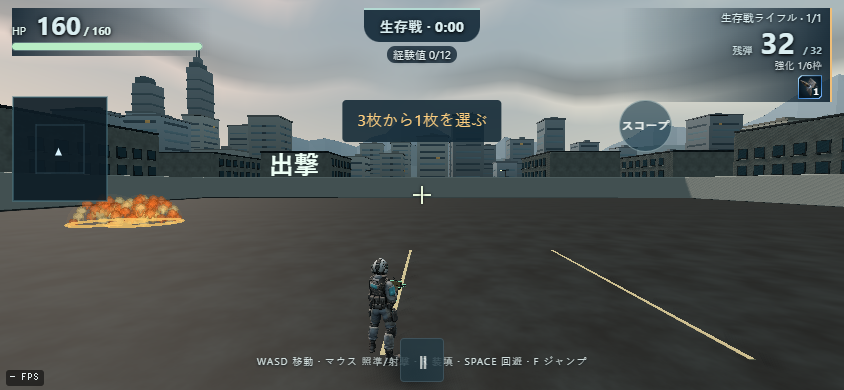 HP 160 / 160
生存戦・0:00
経験値 0/12
生存戦ライフル・1/1
残弾 32 / 32
強化 1/6枠
1
3枚から1枚を選ぶ
スコープ
出撃
WASD 移動・マウス 照準/射撃・ 装填・SPACE 回避・F ジャンプ
– FPS